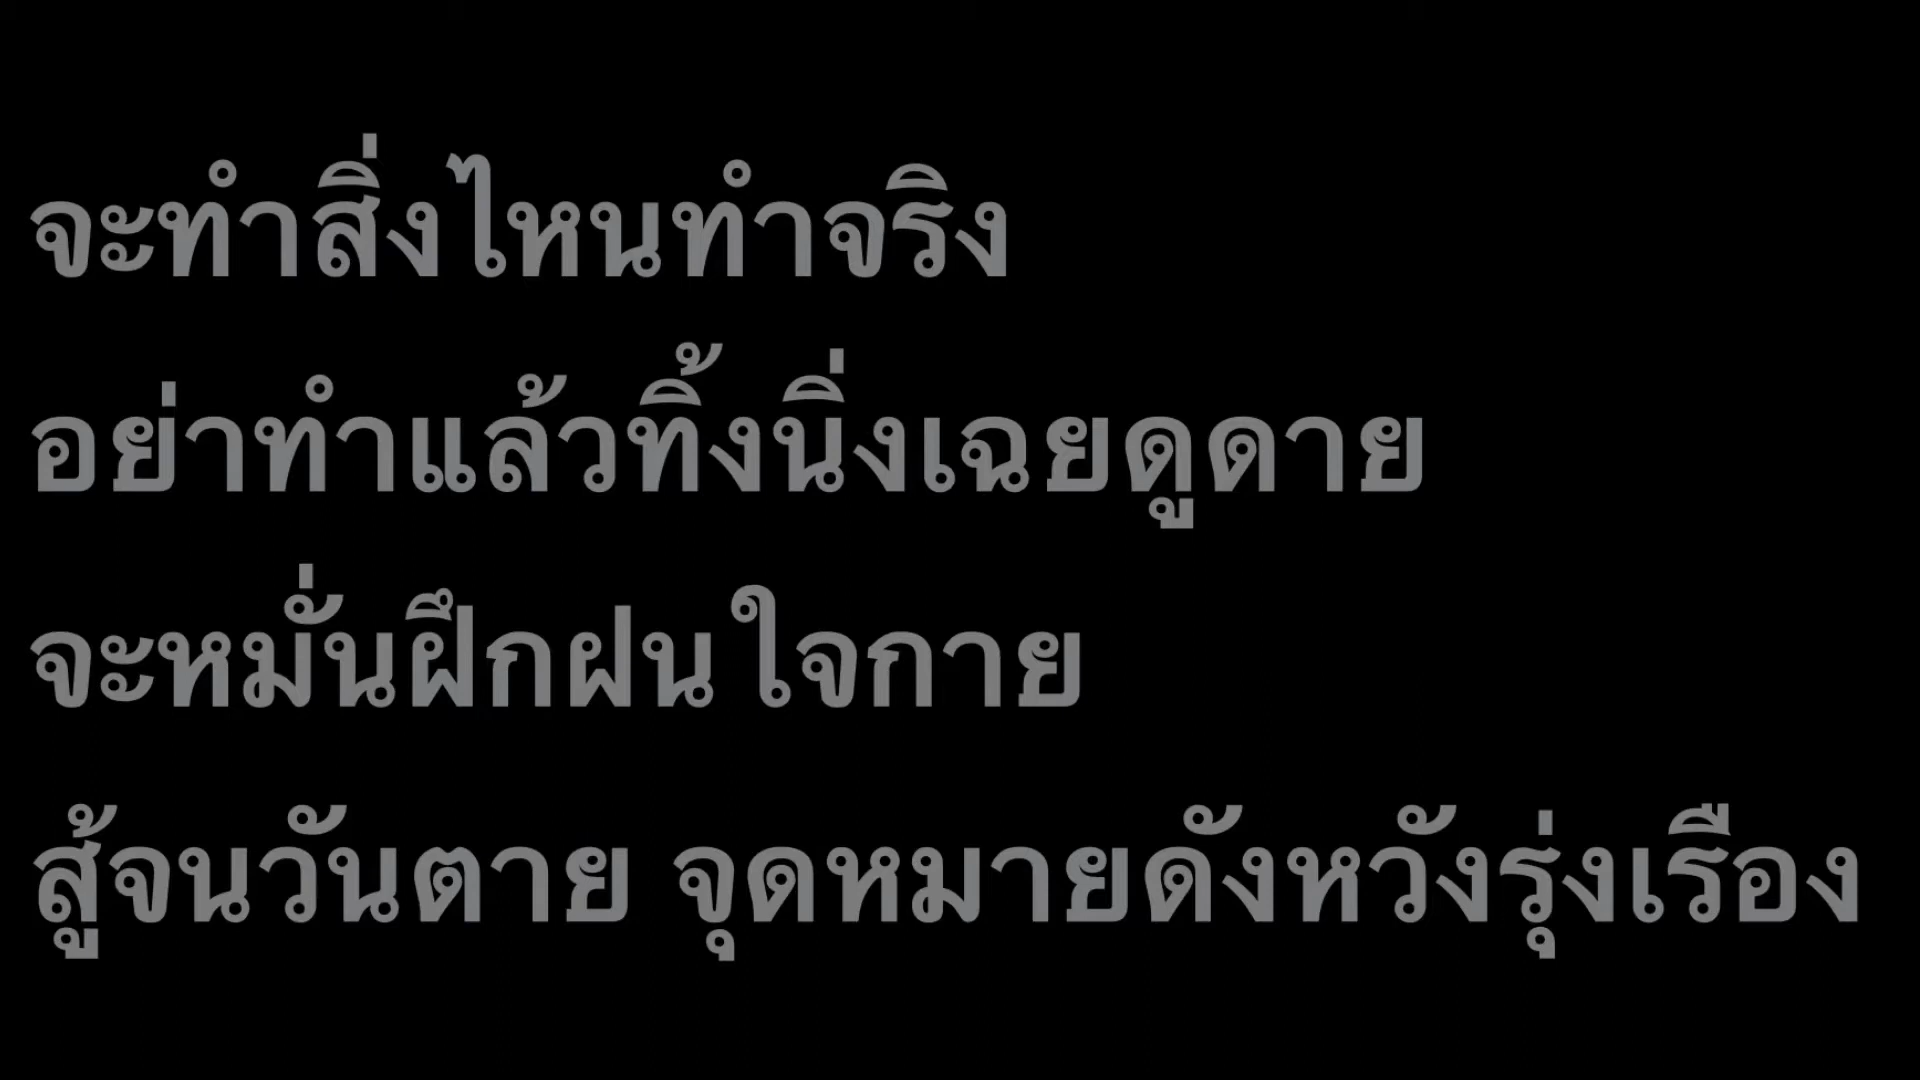 จะทำสิ่งไหนทำจริง
อย่าทำแล้วทิ้งนิ่งเฉยดูดาย
จะหมั่นฝึกฝนใจกาย
สู้จนวันตาย จุดหมายดังหวังรุ่งเรือง